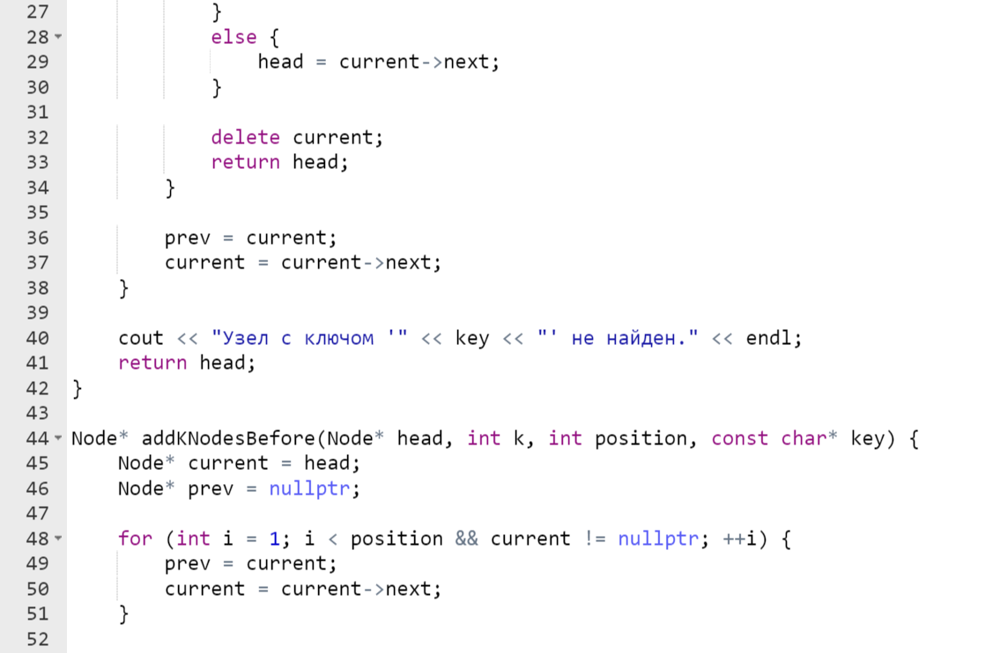 27 }
28 else {
29 head = current->next;
30 }
31
32 delete current;
33 return head;
34 }
35
36 prev = current;
37 current = current->next;
38 }
39
40 cout << "Узел с ключом '" << key << "' не найден." << endl;
41 return head;
42 }
43
44 Node* addKNodesBefore(Node* head, int k, int position, const char* key) {
45 Node* current = head;
46 Node* prev = nullptr;
47
48 for (int i = 1; i < position && current != nullptr; ++i) {
49 prev = current;
50 current = current->next;
51 }
52